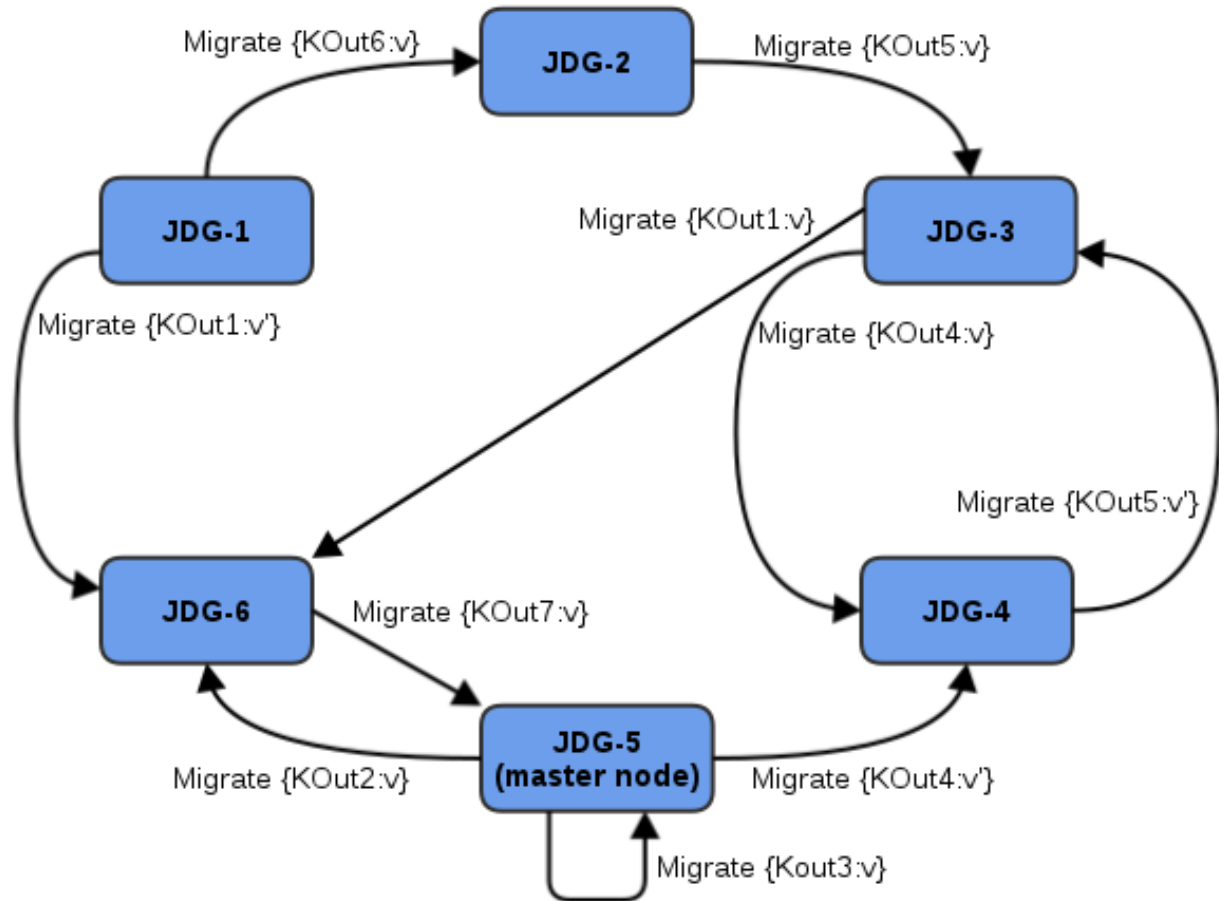 Migrate {KOut6:v}
JDG-2
Migrate {KOut5:v}
JDG-1
Migrate {KOut1:v}
JDG-3
Migrate {KOut1:v'}
Migrate {KOut4:v}
Migrate {KOut5:v'}
JDG-6
Migrate {KOut7:v}
JDG-4
JDG-5
(master node)
Migrate {KOut2:v}
Migrate {KOut4:v'}
Migrate {Kout3:v}